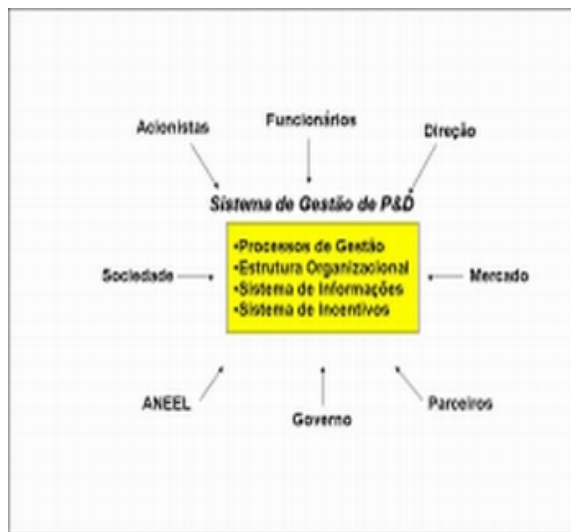 Funcionários
Acionistas
Direção
Sistema de Gestão de P&D
•Processos de Gestão
•Estrutura Organizacional
Sociedade
Mercado
•Sistema de Informações
•Sistema de Incentivos
ANEEL
Parceiros
Governo